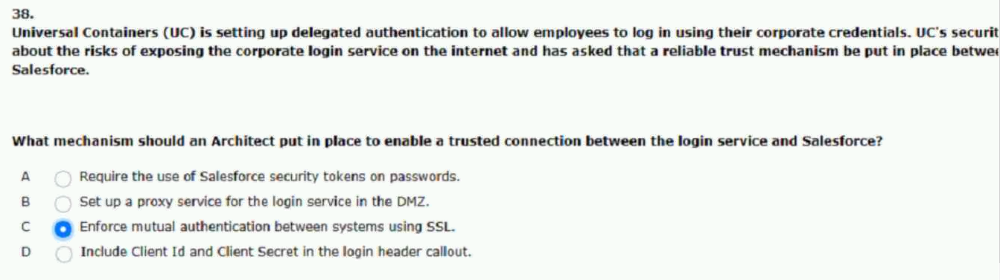 38.
Universal Containers (UC) is setting up delegated authentication to allow employees to log in using their corporate credentials. UC's securit
about the risks of exposing the corporate login service on the internet and has asked that a reliable trust mechanism be put in place betwe
Salesforce.
What mechanism should an Architect put in place to enable a trusted connection between the login service and Salesforce?
A Require the use of Salesforce security tokens on passwords.
B Set up a proxy service for the login service in the DMZ.
C Enforce mutual authentication between systems using SSL.
D Include Client Id and Client Secret in the login header callout.